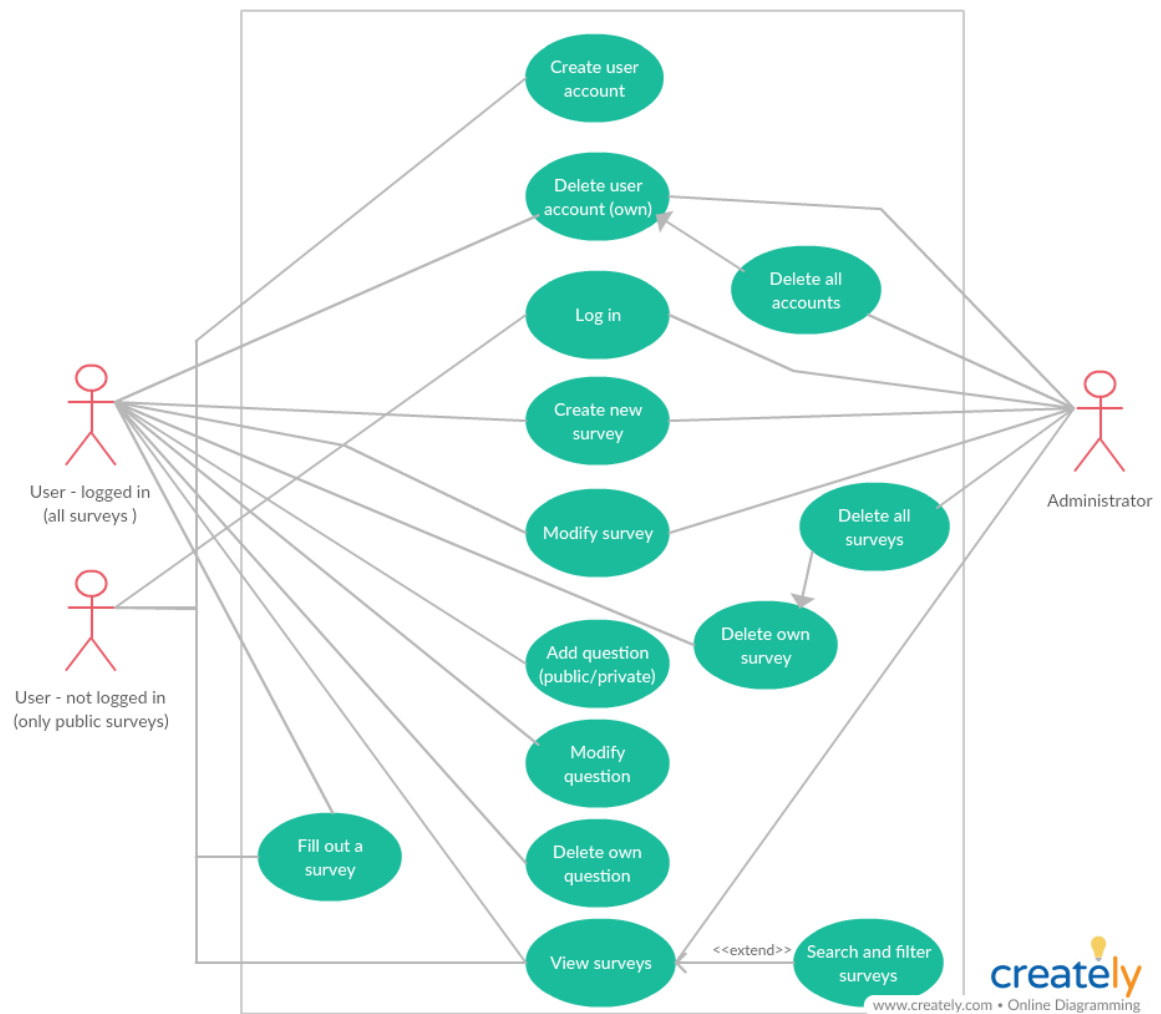 Create user
account
Delete user
account (own)
Delete all
accounts
Log in
Create new
survey
User - logged in
(all surveys )
Administrator
Modify survey
Delete all
surveys
Delete own
survey
Add question
(public/private)
User - not logged in
(only public surveys)
Modify
question
Fill out a
survey
Delete own
question
View surveys
<<extend>>
Search and filter
surveys
creately
www.creately.com • Online Diagramming